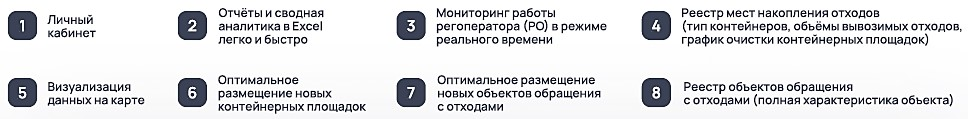 1
Личный
кабинет
2
Отчёты и сводная
аналитика в Excel
легко и быстро
3
Мониторинг работы
регоператора (РО) в режиме
реального времени
4
Реестр мест накопления отходов
(тип контейнеров, объёмы вывозимых отходов,
график очистки контейнерных площадок)
5
Визуализация
данных на карте
6
Оптимальное
размещение новых
контейнерных площадок
7
Оптимальное размещение
новых объектов обращения
с отходами
8
Реестр объектов обращения
с отходами (полная характеристика объекта)